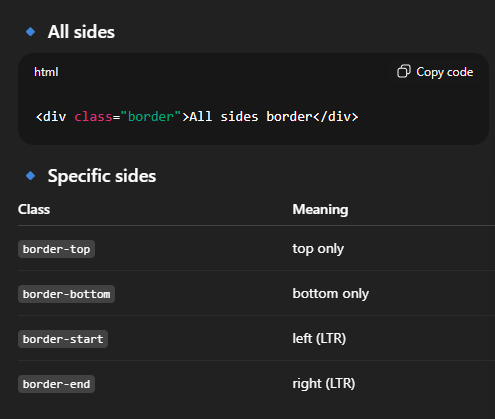 All sides
html
Copy code
<div class="border">All sides border</div>
Specific sides
Class Meaning
border-top top only
border-bottom bottom only
border-start left (LTR)
border-end right (LTR)